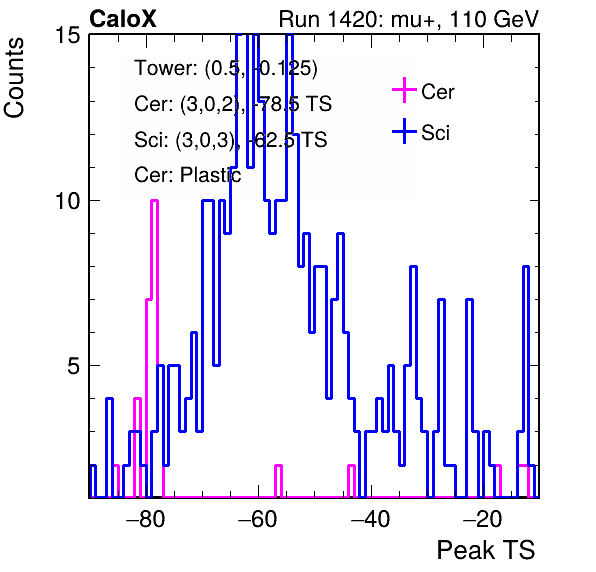 CaloX Run 1420: mu+, 110 GeV
Counts
15
10
5
Tower: (0.5, -0.125)
Cer: (3,0,2), -78.5 TS
Sci: (3,0,3), -62.5 TS
Cer: Plastic
Cer
Sci
−80 −60 −40 −20
Peak TS